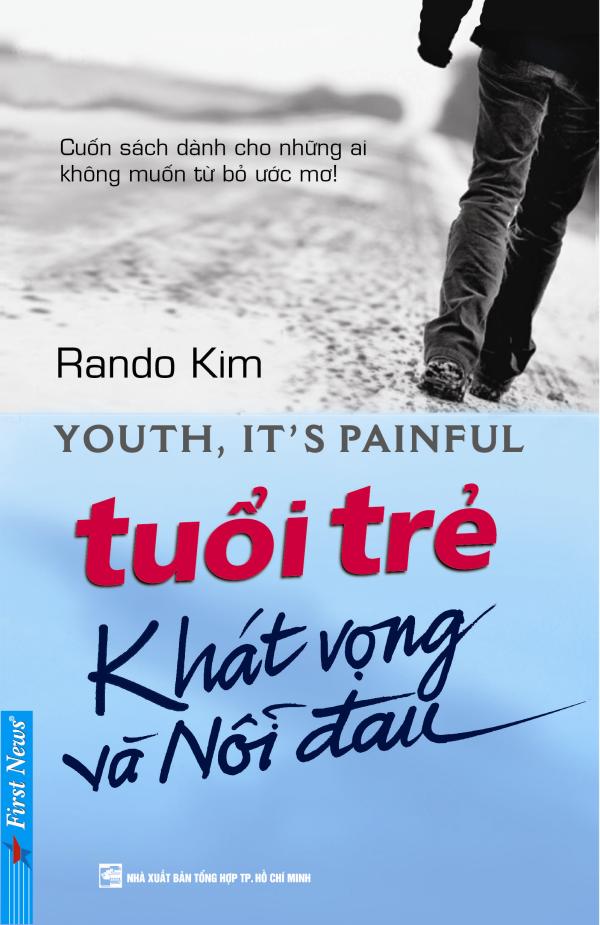 Cuốn sách dành cho những ai
không muốn từ bỏ ước mơ!
Rando Kim
YOUTH, IT'S PAINFUL
tuổi trẻ
Khát vọng
và Nỗi đau
First News®
NHÀ XUẤT BẢN TỔNG HỢP TP. HỒ CHÍ MINH